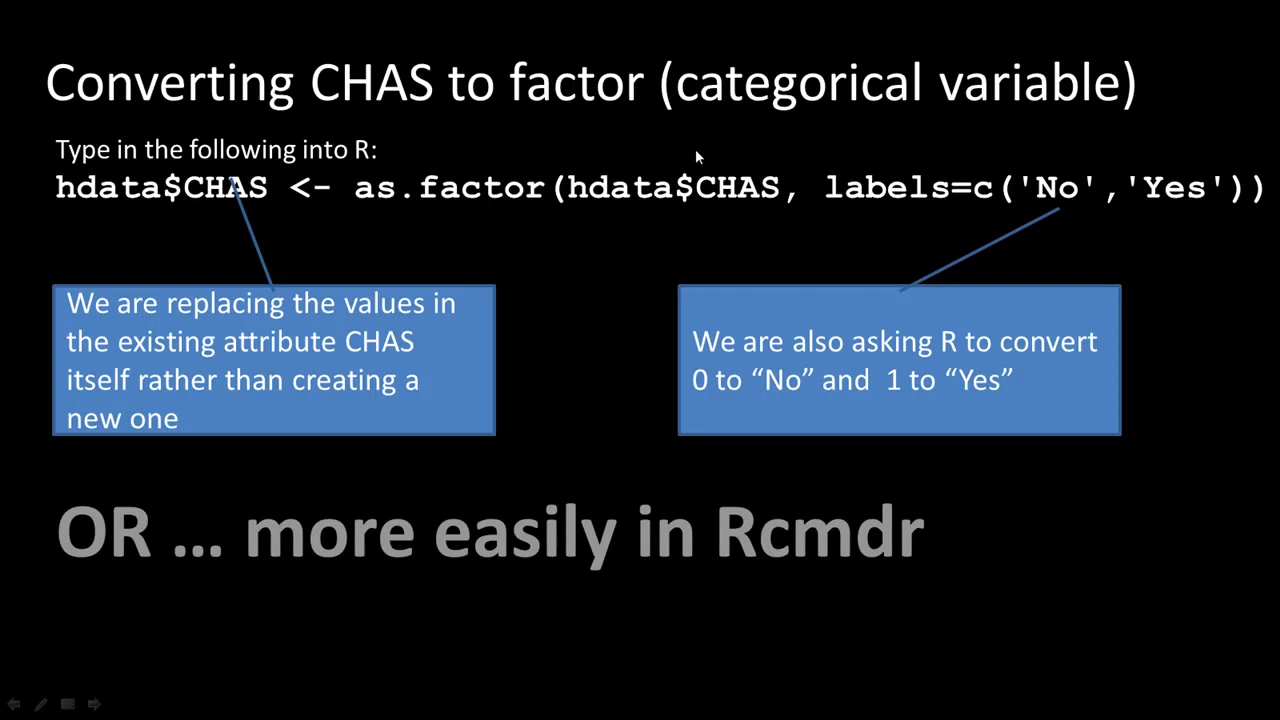 Converting CHAS to factor (categorical variable)
Type in the following into R:
hdata$CHAS <- as.factor(hdata$CHAS, labels=c('No','Yes'))
We are replacing the values in
the existing attribute CHAS
itself rather than creating a
new one
We are also asking R to convert
0 to “No” and  1 to “Yes”
OR … more easily in Rcmdr